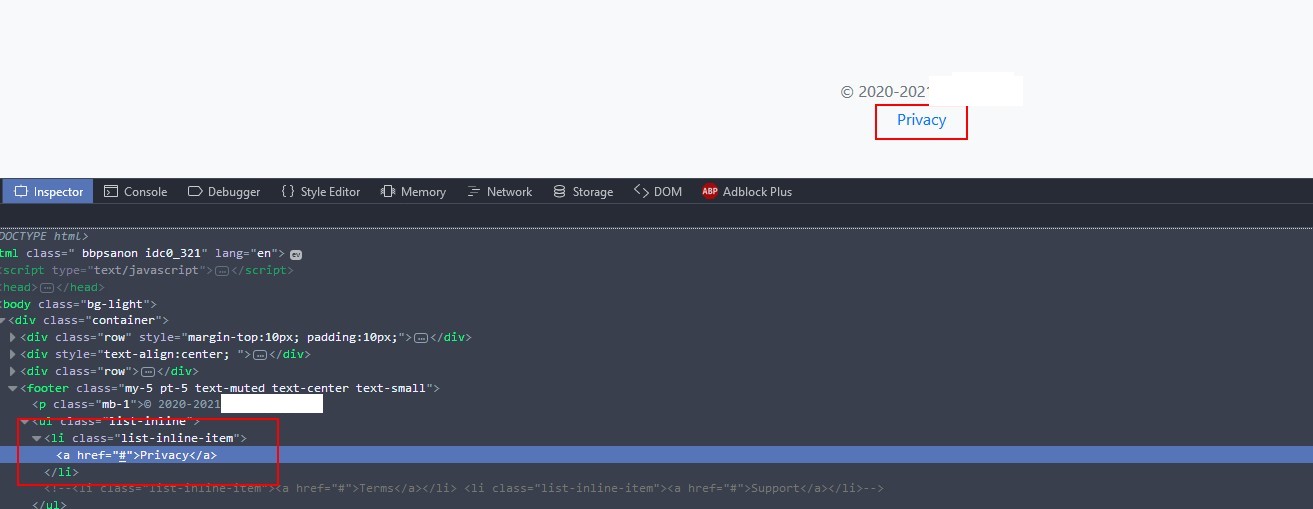 © 2020-2021
Privacy
Inspector Console Debugger {} Style Editor Memory Network Storage DOM ABP Adblock Plus
DOCTYPE html>
tml class=" bbpsanon idc0_321" lang="en"> ev
<script type="text/javascript">…</script>
<head>…</head>
<body class="bg-light">
<div class="container">
<div class="row" style="margin-top:10px; padding:10px;">…</div>
<div style="text-align:center; ">…</div>
<div class="row">…</div>
<footer class="my-5 pt-5 text-muted text-center text-small">
<p class="mb-1">© 2020-2021
<ul class="list-inline">
<li class="list-inline-item">
<a href="#">Privacy</a>
</li>
<!--<li class="list-inline-item"><a href="#">Terms</a></li> <li class="list-inline-item"><a href="#">Support</a></li>-->
</ul>